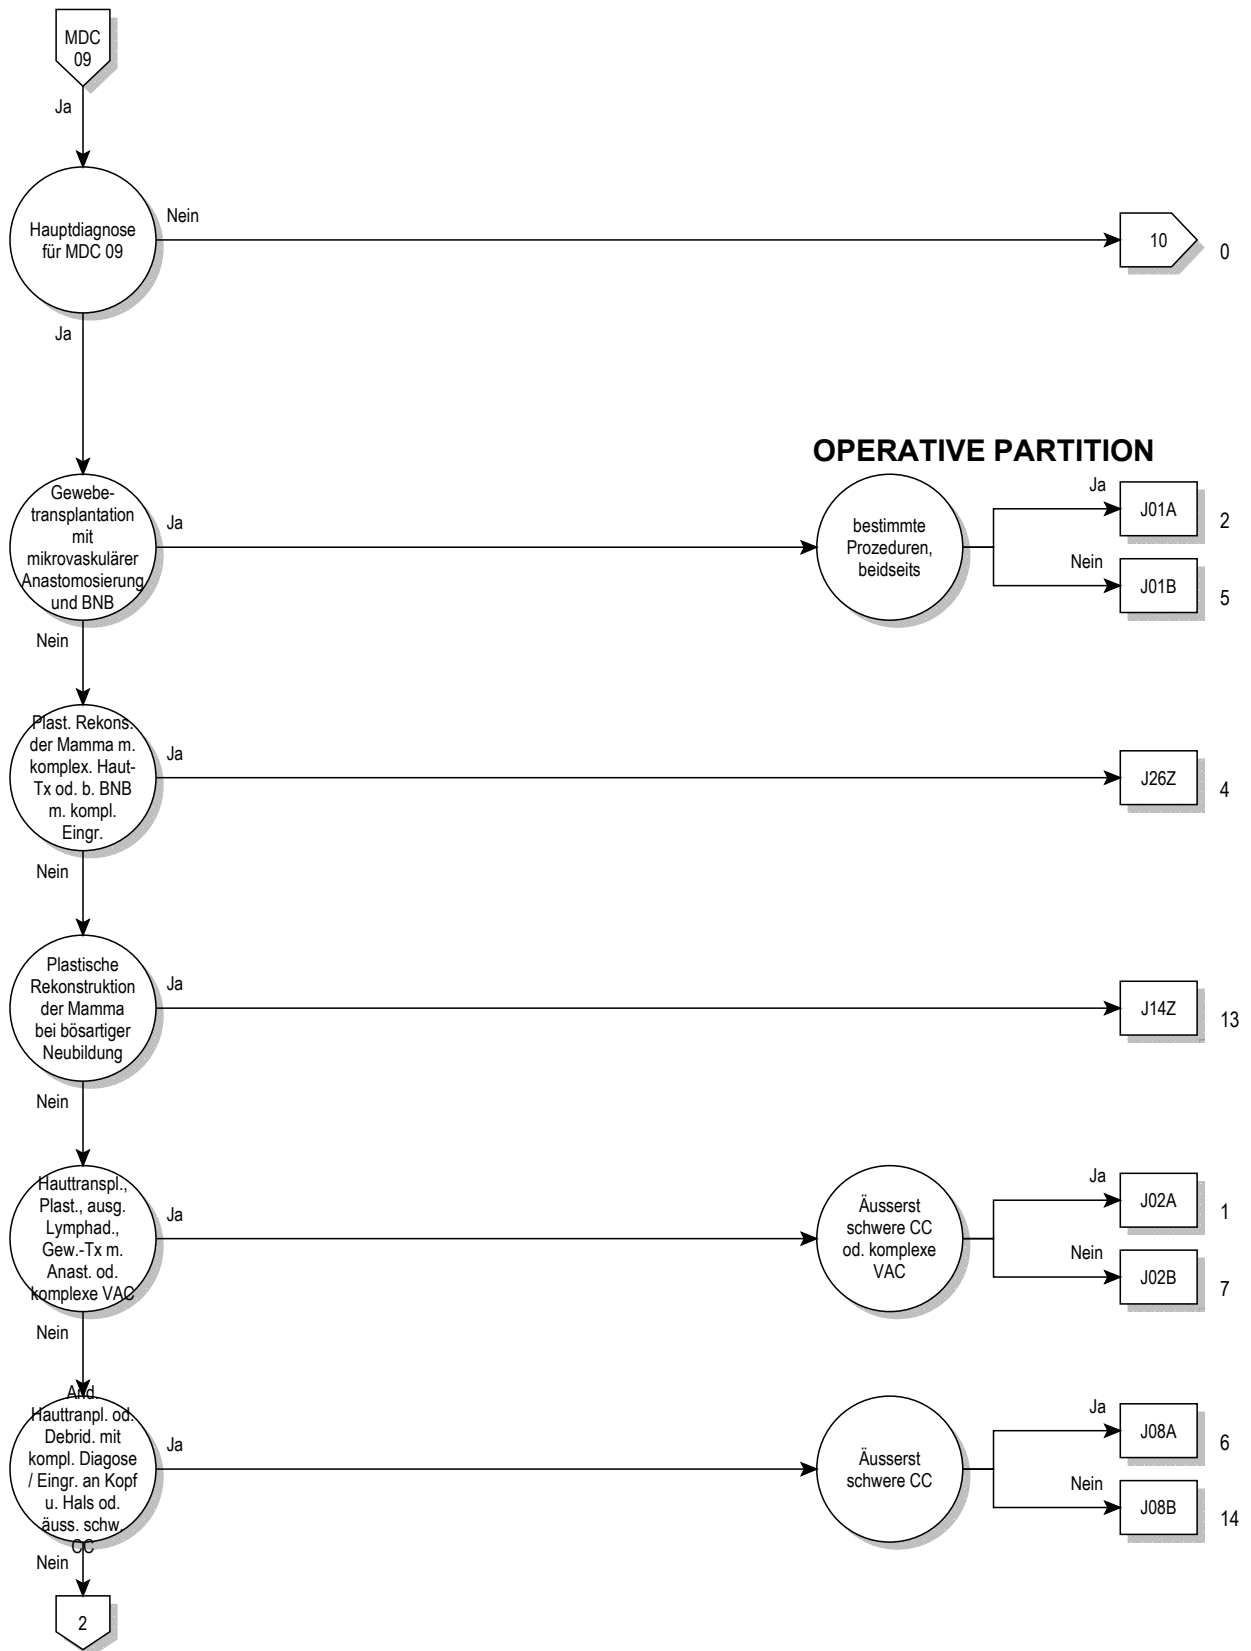 MDC
09
Ja
Hauptdiagnose
für MDC 09
Nein
10
0
Ja
OPERATIVE PARTITION
Gewebe-
transplantation
mit
mikrovaskulärer
Anastomosierung
und BNB
Ja
bestimmte
Prozeduren,
beidseits
Ja
J01A
2
Nein
J01B
5
Nein
Plast. Rekons.
der Mamma m.
komplex. Haut-
Tx od. b. BNB
m. kompl.
Eingr.
Ja
J26Z
4
Nein
Plastische
Rekonstruktion
der Mamma
bei bösartiger
Neubildung
Ja
J14Z
13
Nein
Hauttranspl.,
Plast., ausg.
Lymphad.,
Gew.-Tx m.
Anast. od.
komplexe VAC
Ja
Äusserst
schwere CC
od. komplexe
VAC
Ja
J02A
1
Nein
J02B
7
Nein
And.
Hauttranpl. od.
Debrid. mit
kompl. Diagose
/ Eingr. an Kopf
u. Hals od.
äuss. schw.
CC
Ja
Äusserst
schwere CC
Ja
J08A
6
Nein
J08B
14
Nein
2